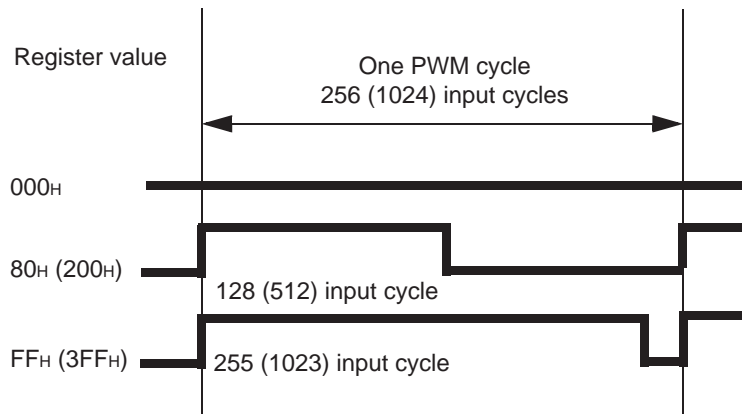 Register value
One PWM cycle
256 (1024) input cycles
000H
80H (200H)
128 (512) input cycle
FFH (3FFH)
255 (1023) input cycle